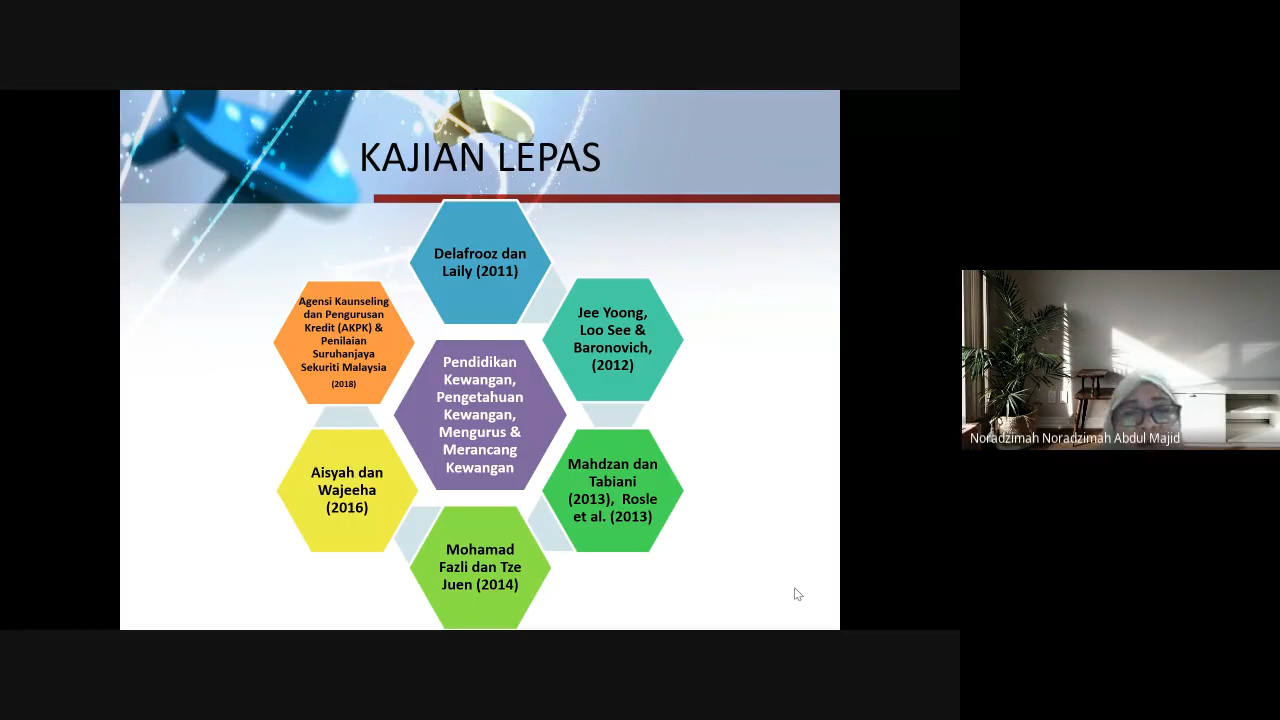 KAJIAN LEPAS
Delafrooz dan
Laily (2011)
Jee Yoong,
Loo See &
Baronovich,
(2012)
Mahdzan dan
Tabiani
(2013),  Rosle
et al. (2013)
Mohamad
Fazli dan Tze
Juen (2014)
Aisyah dan
Wajeeha
(2016)
Agensi Kaunseling
dan Pengurusan
Kredit (AKPK) &
Penilaian
Suruhanjaya
Sekuriti Malaysia
(2018)
Pendidikan
Kewangan,
Pengetahuan
Kewangan,
Mengurus &
Merancang
Kewangan
Noradzimah Noradzimah Abdul Majid